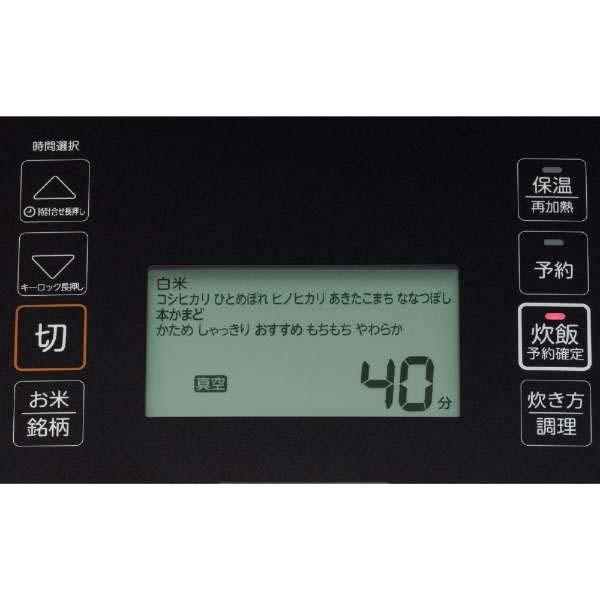 時間選択
時計合せ長押し
キーロック長押し
切
お米
銘柄
白米
コシヒカリ ひとめぼれ ヒノヒカリ あきたこまち ななつぼし
本かまど
かため しゃっきり おすすめ もちもち やわらか
真空
40分
保温
再加熱
予約
炊飯
予約確定
炊き方
調理